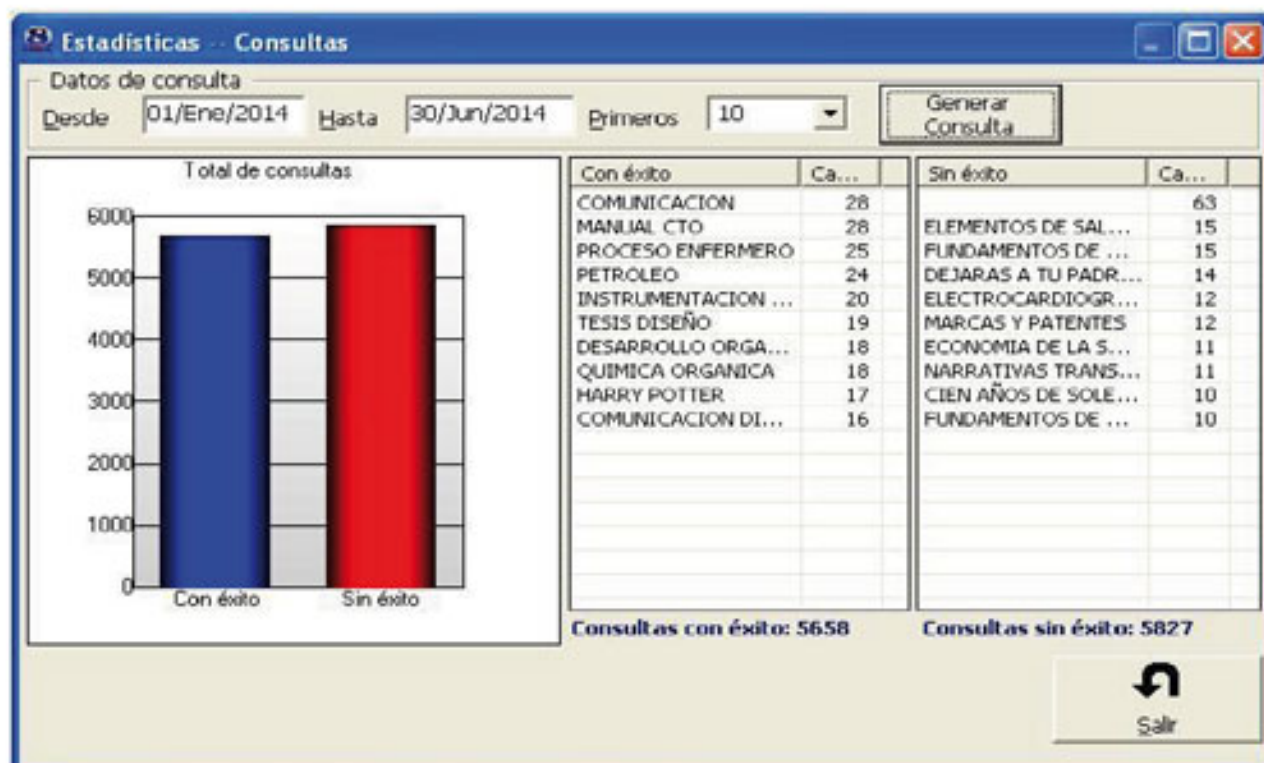 Estadísticas -- Consultas
Datos de consulta
Desde 01/Ene/2014 Hasta 30/Jun/2014 Primeros 10 Generar Consulta
Total de consultas
6000
5000
4000
3000
2000
1000
0
Con éxito Sin éxito
Con éxito Ca...
COMUNICACION 28
MANUAL CTO 28
PROCESO ENFERMERO 25
PETROLEO 24
INSTRUMENTACION ... 20
TESIS DISEÑO 19
DESARROLLO ORGA... 18
QUIMICA ORGANICA 18
HARRY POTTER 17
COMUNICACION DI... 16
Consultas con éxito: 5658
Sin éxito Ca...
63
ELEMENTOS DE SAL... 15
FUNDAMENTOS DE ... 15
DEJARAS A TU PADR... 14
ELECTROCARDIOGR... 12
MARCAS Y PATENTES 12
ECONOMIA DE LA S... 11
NARRATIVAS TRANS... 11
CIEN AÑOS DE SOLE... 10
FUNDAMENTOS DE ... 10
Consultas sin éxito: 5827
Salir